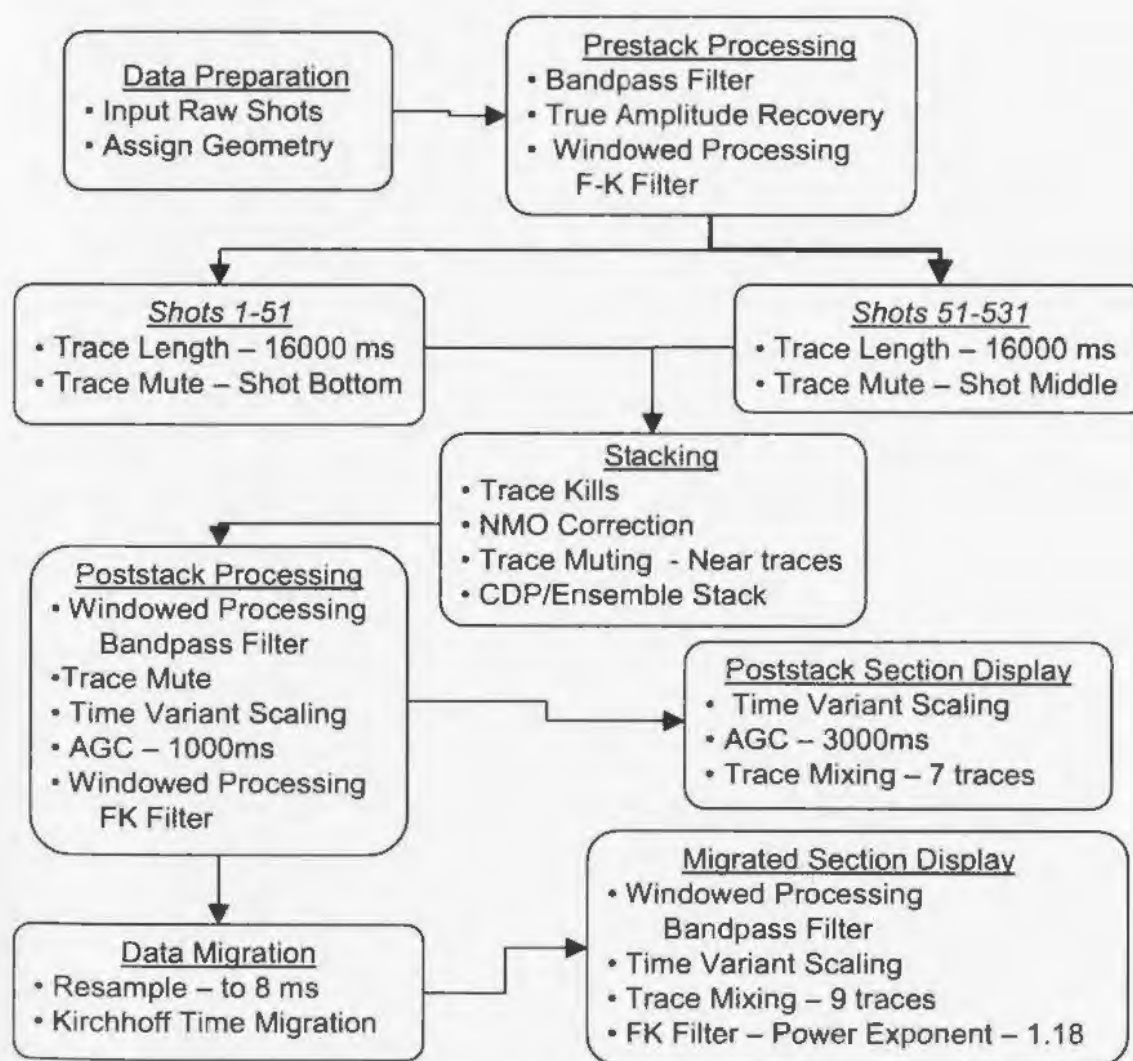 Data Preparation
• Input Raw Shots
• Assign Geometry
Prestack Processing
• Bandpass Filter
• True Amplitude Recovery
• Windowed Processing
F-K Filter
Shots 1-51
• Trace Length – 16000 ms
• Trace Mute – Shot Bottom
Shots 51-531
• Trace Length – 16000 ms
• Trace Mute – Shot Middle
Stacking
• Trace Kills
• NMO Correction
• Trace Muting - Near traces
• CDP/Ensemble Stack
Poststack Processing
• Windowed Processing
Bandpass Filter
•Trace Mute
• Time Variant Scaling
• AGC – 1000ms
• Windowed Processing
FK Filter
Poststack Section Display
• Time Variant Scaling
• AGC – 3000ms
• Trace Mixing – 7 traces
Data Migration
• Resample – to 8 ms
• Kirchhoff Time Migration
Migrated Section Display
• Windowed Processing
Bandpass Filter
• Time Variant Scaling
• Trace Mixing – 9 traces
• FK Filter – Power Exponent – 1.18